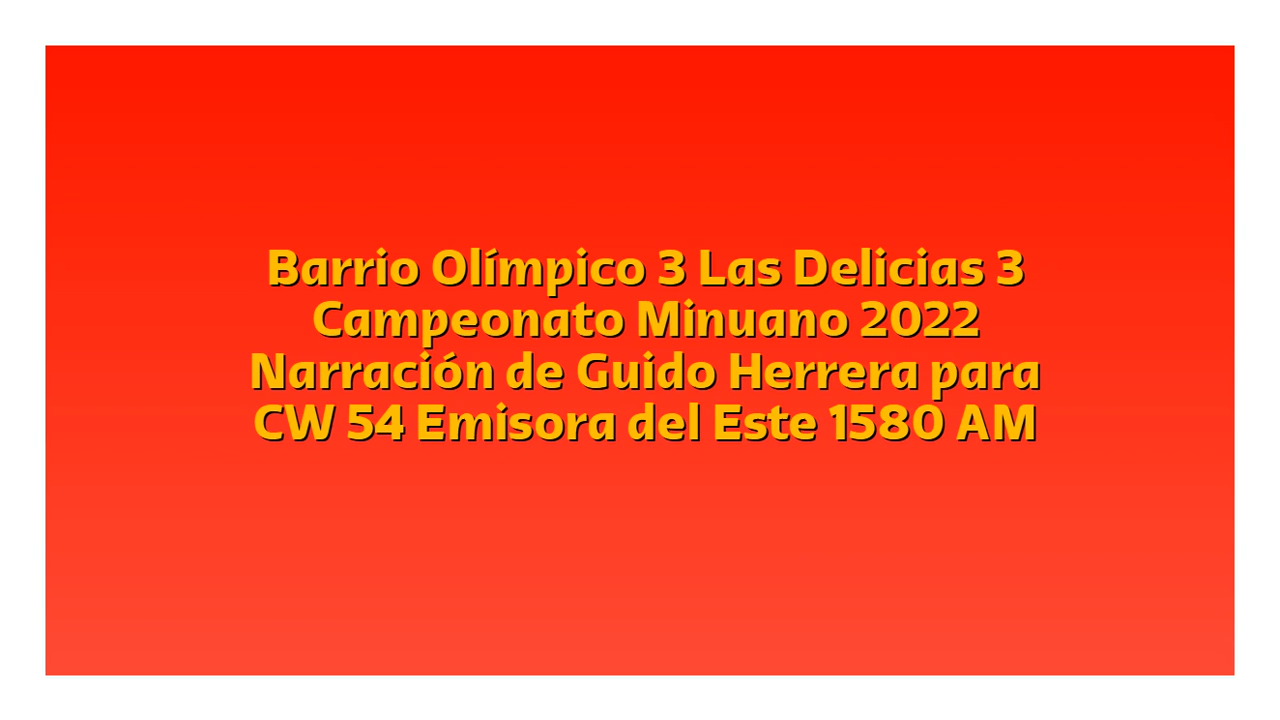 Barrio Olímpico 3 Las Delicias 3
Campeonato Minuano 2022
Narración de Guido Herrera para
CW 54 Emisora del Este 1580 AM